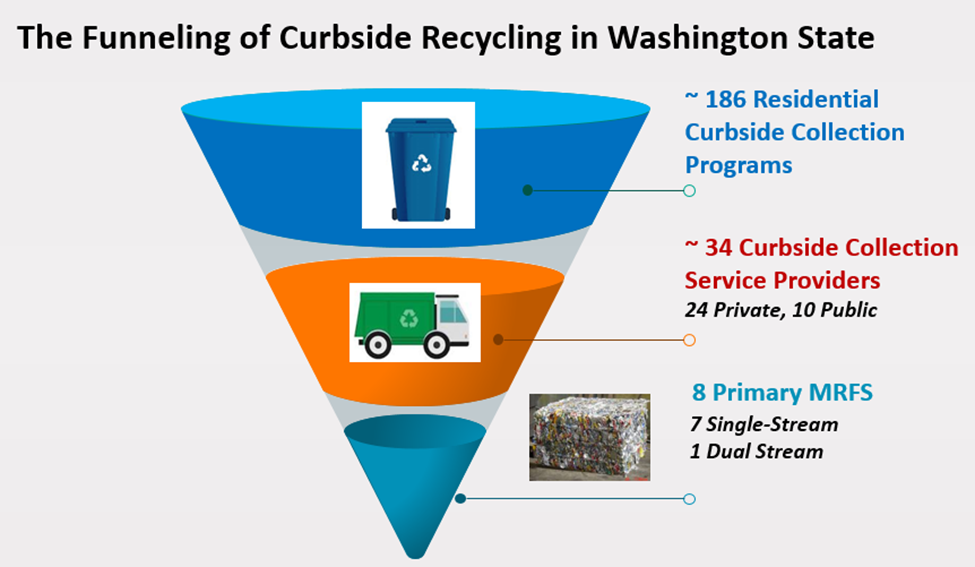 The Funneling of Curbside Recycling in Washington State
~ 186 Residential
Curbside Collection
Programs
~ 34 Curbside Collection
Service Providers
24 Private, 10 Public
8 Primary MRFS
7 Single-Stream
1 Dual Stream